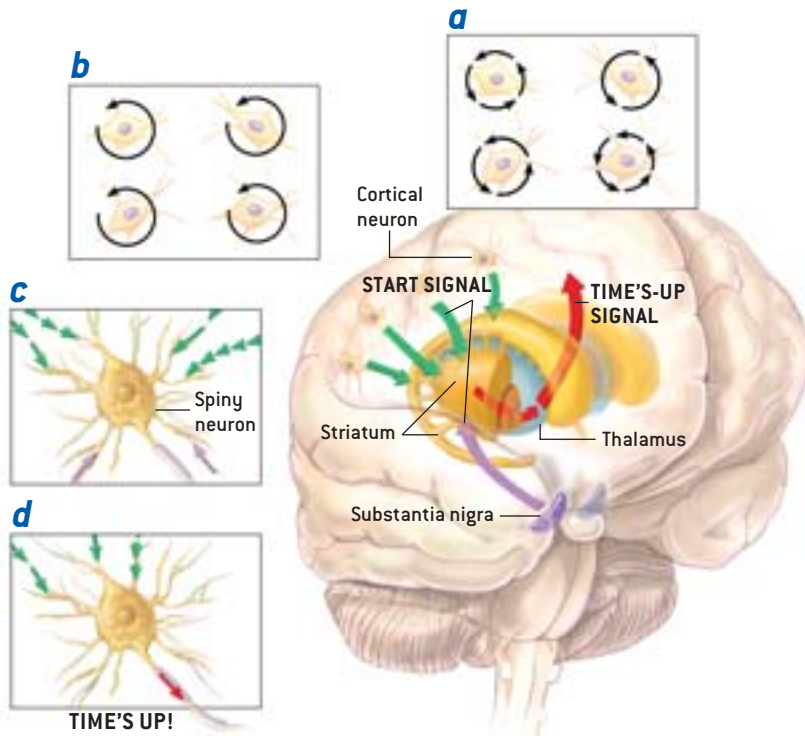 a
b
Cortical
neuron
START SIGNAL
TIME'S-UP
SIGNAL
c
Spiny
neuron
Striatum
Thalamus
Substantia nigra
d
TIME'S UP!